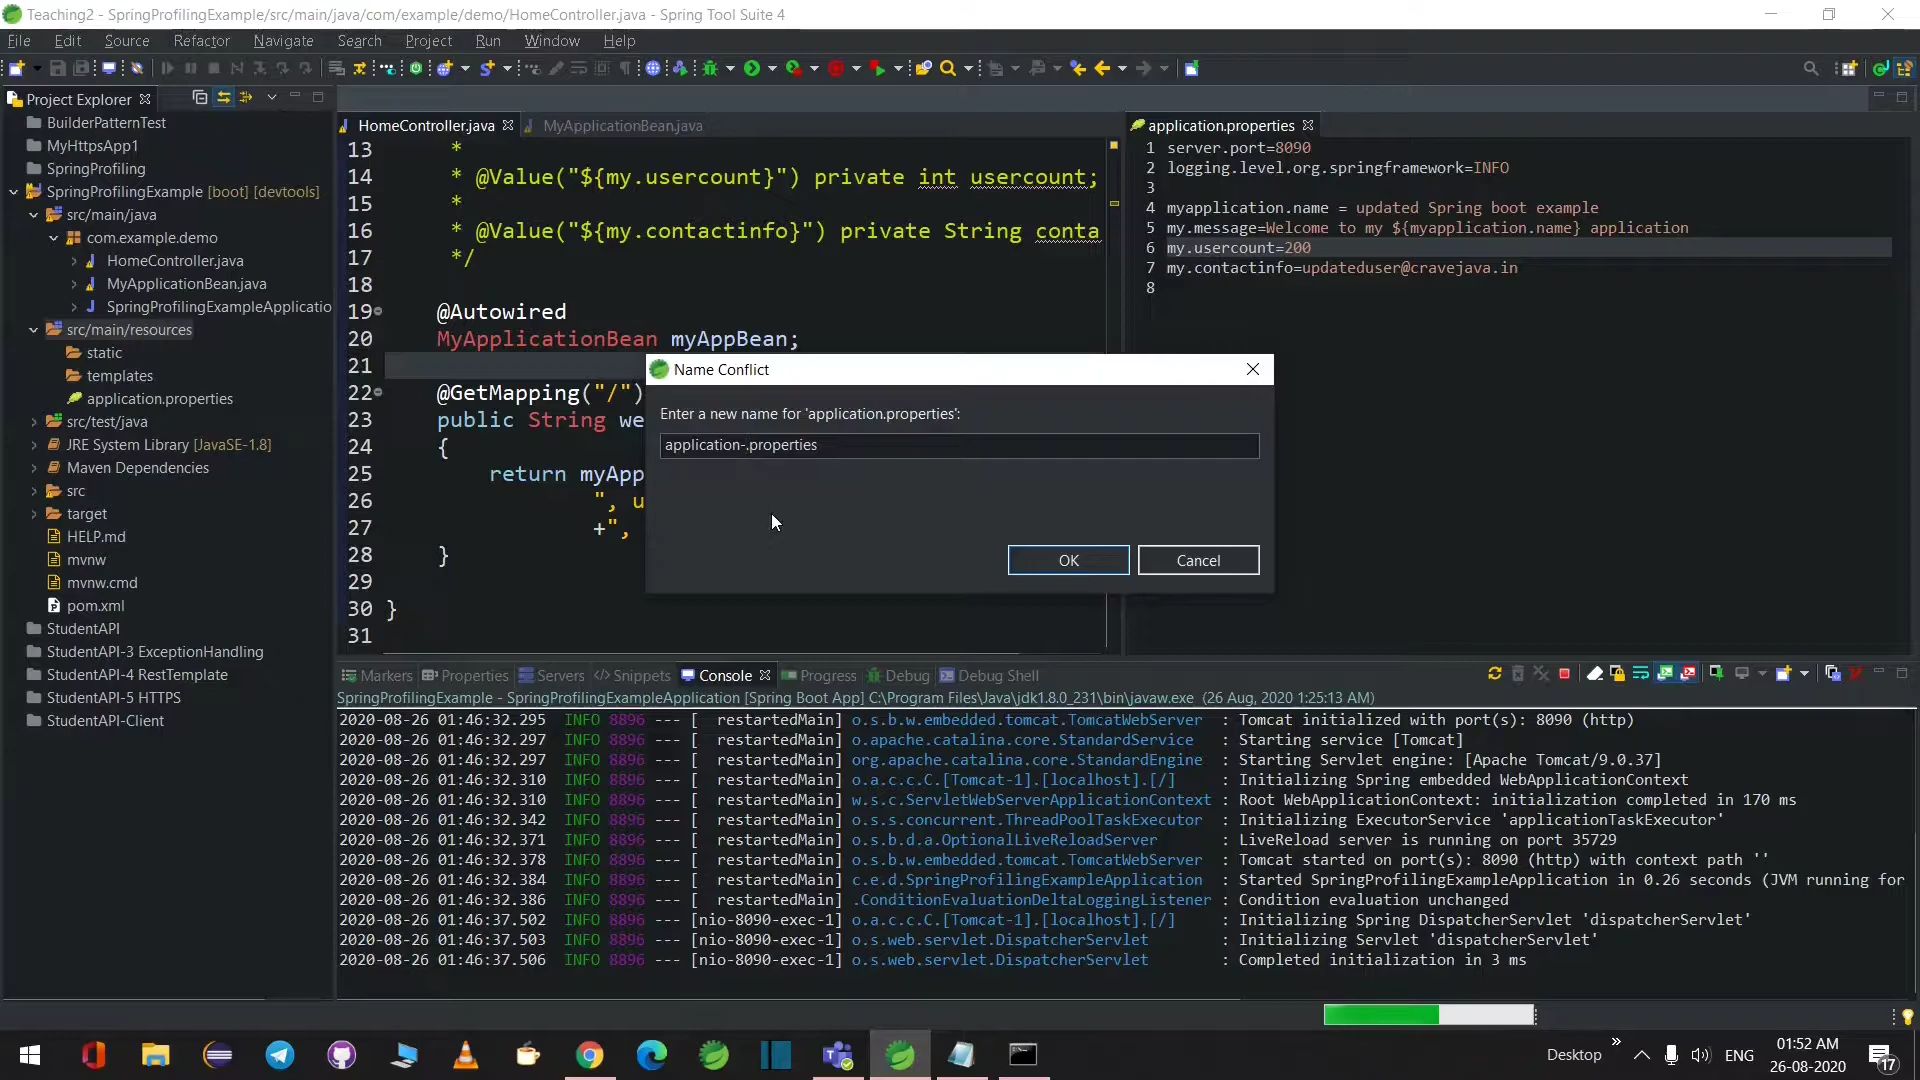 Teaching2 - SpringProfilingExample/src/main/java/com/example/demo/HomeController.java - Spring Tool Suite 4
File Edit Source Refactor Navigate Search Project Run Window Help
Project Explorer
BuilderPatternTest
MyHttpsApp1
SpringProfiling
SpringProfilingExample [boot] [devtools]
src/main/java
com.example.demo
HomeController.java
MyApplicationBean.java
SpringProfilingExampleApplicatio
src/main/resources
static
templates
application.properties
src/test/java
JRE System Library [JavaSE-1.8]
Maven Dependencies
src
target
HELP.md
mvnw
mvnw.cmd
pom.xml
StudentAPI
StudentAPI-3 ExceptionHandling
StudentAPI-4 RestTemplate
StudentAPI-5 HTTPS
StudentAPI-Client
HomeController.java MyApplicationBean.java
13 *
14 * @Value("${my.usercount}") private int usercount;
15 *
16 * @Value("${my.contactinfo}") private String conta
17 */
18
19 @Autowired
20 MyApplicationBean myAppBean;
21
22 @GetMapping("/")
23 public String we
24 {
25 return myApp
26 ", u
27 +",
28 }
29
30 }
31
application.properties
1 server.port=8090
2 logging.level.org.springframework=INFO
3
4 myapplication.name = updated Spring boot example
5 my.message=Welcome to my ${myapplication.name} application
6 my.usercount=200
7 my.contactinfo=updateduser@cravejava.in
8
Name Conflict
Enter a new name for 'application.properties':
application-.properties
OK Cancel
Markers Properties Servers Snippets Console Progress Debug Debug Shell
SpringProfilingExample - SpringProfilingExampleApplication [Spring Boot App] C:\Program Files\Java\jdk1.8.0_231\bin\javaw.exe (26 Aug, 2020 1:25:13 AM)
2020-08-26 01:46:32.295 INFO 8896 --- [ restartedMain] o.s.b.w.embedded.tomcat.TomcatWebServer : Tomcat initialized with port(s): 8090 (http)
2020-08-26 01:46:32.297 INFO 8896 --- [ restartedMain] o.apache.catalina.core.StandardService : Starting service [Tomcat]
2020-08-26 01:46:32.297 INFO 8896 --- [ restartedMain] org.apache.catalina.core.StandardEngine : Starting Servlet engine: [Apache Tomcat/9.0.37]
2020-08-26 01:46:32.310 INFO 8896 --- [ restartedMain] o.a.c.c.C.[Tomcat-1].[localhost].[/] : Initializing Spring embedded WebApplicationContext
2020-08-26 01:46:32.310 INFO 8896 --- [ restartedMain] w.s.c.ServletWebServerApplicationContext : Root WebApplicationContext: initialization completed in 170 ms
2020-08-26 01:46:32.342 INFO 8896 --- [ restartedMain] o.s.s.concurrent.ThreadPoolTaskExecutor : Initializing ExecutorService 'applicationTaskExecutor'
2020-08-26 01:46:32.371 INFO 8896 --- [ restartedMain] o.s.b.d.a.OptionalLiveReloadServer : LiveReload server is running on port 35729
2020-08-26 01:46:32.378 INFO 8896 --- [ restartedMain] o.s.b.w.embedded.tomcat.TomcatWebServer : Tomcat started on port(s): 8090 (http) with context path ''
2020-08-26 01:46:32.384 INFO 8896 --- [ restartedMain] c.e.d.SpringProfilingExampleApplication : Started SpringProfilingExampleApplication in 0.26 seconds (JVM running for
2020-08-26 01:46:32.386 INFO 8896 --- [ restartedMain] .ConditionEvaluationDeltaLoggingListener : Condition evaluation unchanged
2020-08-26 01:46:37.502 INFO 8896 --- [nio-8090-exec-1] o.a.c.c.C.[Tomcat-1].[localhost].[/] : Initializing Spring DispatcherServlet 'dispatcherServlet'
2020-08-26 01:46:37.503 INFO 8896 --- [nio-8090-exec-1] o.s.web.servlet.DispatcherServlet : Initializing Servlet 'dispatcherServlet'
2020-08-26 01:46:37.506 INFO 8896 --- [nio-8090-exec-1] o.s.web.servlet.DispatcherServlet : Completed initialization in 3 ms
Desktop ENG 01:52 AM
26-08-2020 17